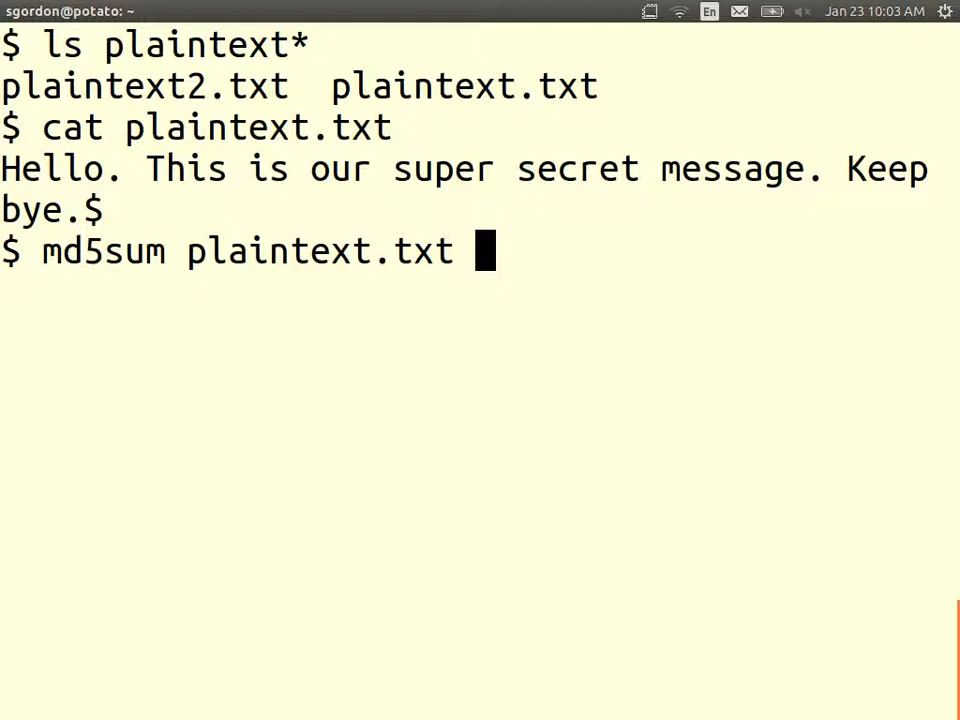 sgordon@potato: ~ En Jan 23 10:03 AM
$ ls plaintext*
plaintext2.txt  plaintext.txt
$ cat plaintext.txt
Hello. This is our super secret message. Keep
bye.$
$ md5sum plaintext.txt